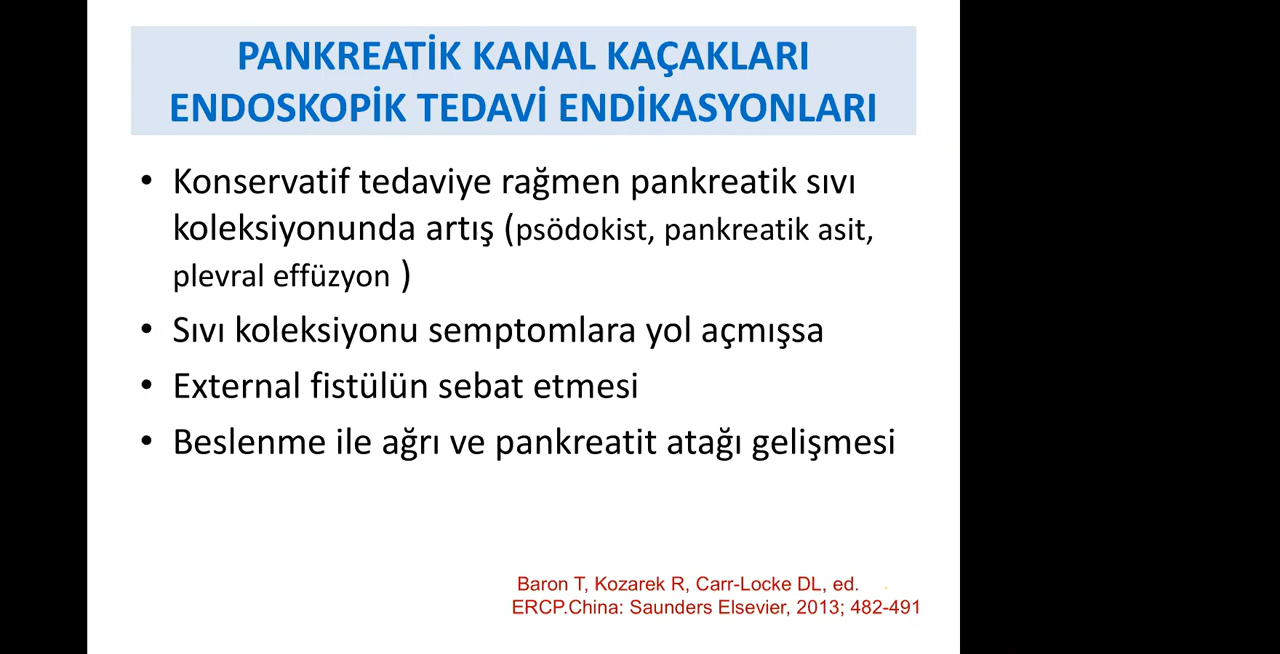 PANKREATİK KANAL KAÇAKLARI
ENDOSKOPİK TEDAVİ ENDİKASYONLARI
• Konservatif tedaviye rağmen pankreatik sıvı
koleksiyonunda artış (psödokist, pankreatik asit,
plevral effüzyon )
• Sıvı koleksiyonu semptomlara yol açmışsa
• External fistülün sebat etmesi
• Beslenme ile ağrı ve pankreatit atağı gelişmesi
Baron T, Kozarek R, Carr-Locke DL, ed.
ERCP.China: Saunders Elsevier, 2013; 482-491